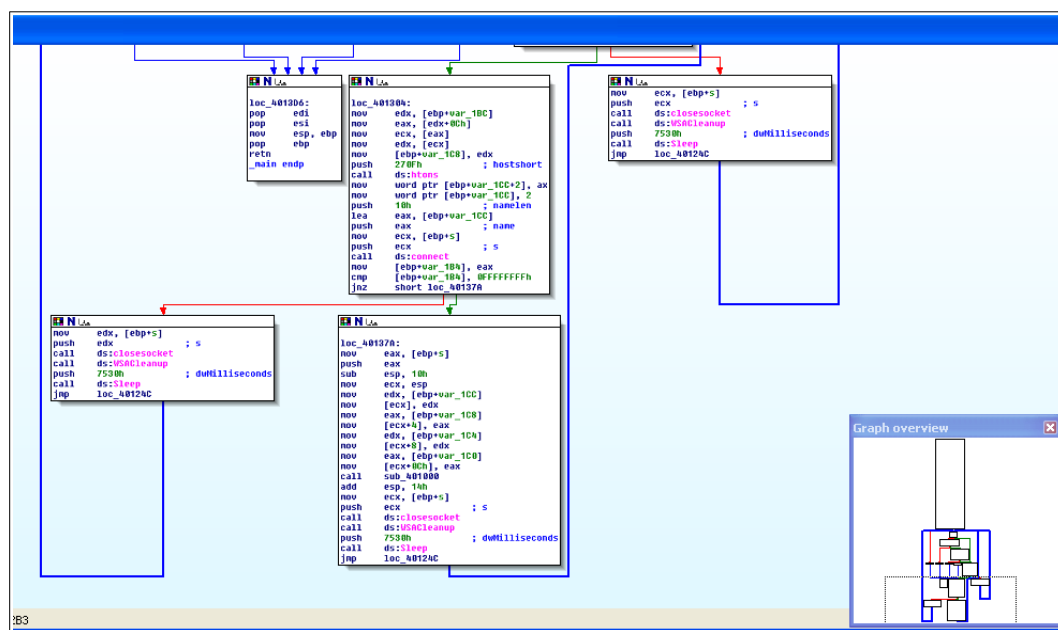 loc_4013D6:
pop edi
pop esi
mov esp, ebp
pop ebp
retn
_main endp
loc_401304:
mov edx, [ebp+var_1BC]
mov eax, [edx+0Ch]
mov ecx, [eax]
mov edx, [ecx]
mov [ebp+var_1C8], edx
push 270Fh ; hostshort
call ds:htons
mov word ptr [ebp+var_1CC+2], ax
mov word ptr [ebp+var_1CC], 2
push 10h ; namelen
lea eax, [ebp+var_1CC]
push eax ; name
mov ecx, [ebp+s]
push ecx ; s
call ds:connect
mov [ebp+var_1B4], eax
cmp [ebp+var_1B4], 0FFFFFFFFh
jnz short loc_40137A
mov ecx, [ebp+s]
push ecx ; s
call ds:closesocket
call ds:WSACleanup
push 7530h ; dwMilliseconds
call ds:Sleep
jmp loc_40124C
mov edx, [ebp+s]
push edx ; s
call ds:closesocket
call ds:WSACleanup
push 7530h ; dwMilliseconds
call ds:Sleep
jmp loc_40124C
loc_40137A:
mov eax, [ebp+s]
push eax
sub esp, 10h
mov ecx, esp
mov edx, [ebp+var_1CC]
mov [ecx], edx
mov eax, [ebp+var_1C8]
mov [ecx+4], eax
mov edx, [ebp+var_1C4]
mov [ecx+8], edx
mov eax, [ebp+var_1C0]
mov [ecx+0Ch], eax
call sub_401000
add esp, 14h
mov ecx, [ebp+s]
push ecx ; s
call ds:closesocket
call ds:WSACleanup
push 7530h ; dwMilliseconds
call ds:Sleep
jmp loc_40124C
Graph overview
2B3